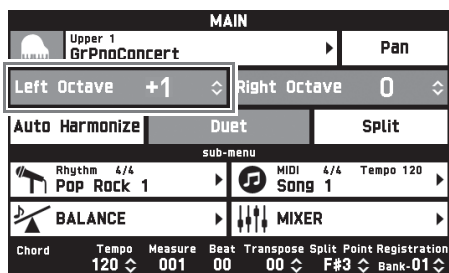 MAIN
Upper 1
GrPnoConcert
Pan
Left Octave +1 Right Octave 0
Auto Harmonize Duet Split
sub-menu
Rhythm 4/4
Pop Rock 1
MIDI 4/4 Tempo 120
Song 1
BALANCE MIXER
Chord Tempo Measure Beat Transpose Split Point Registration
120 001 00 00 F#3 Bank-01